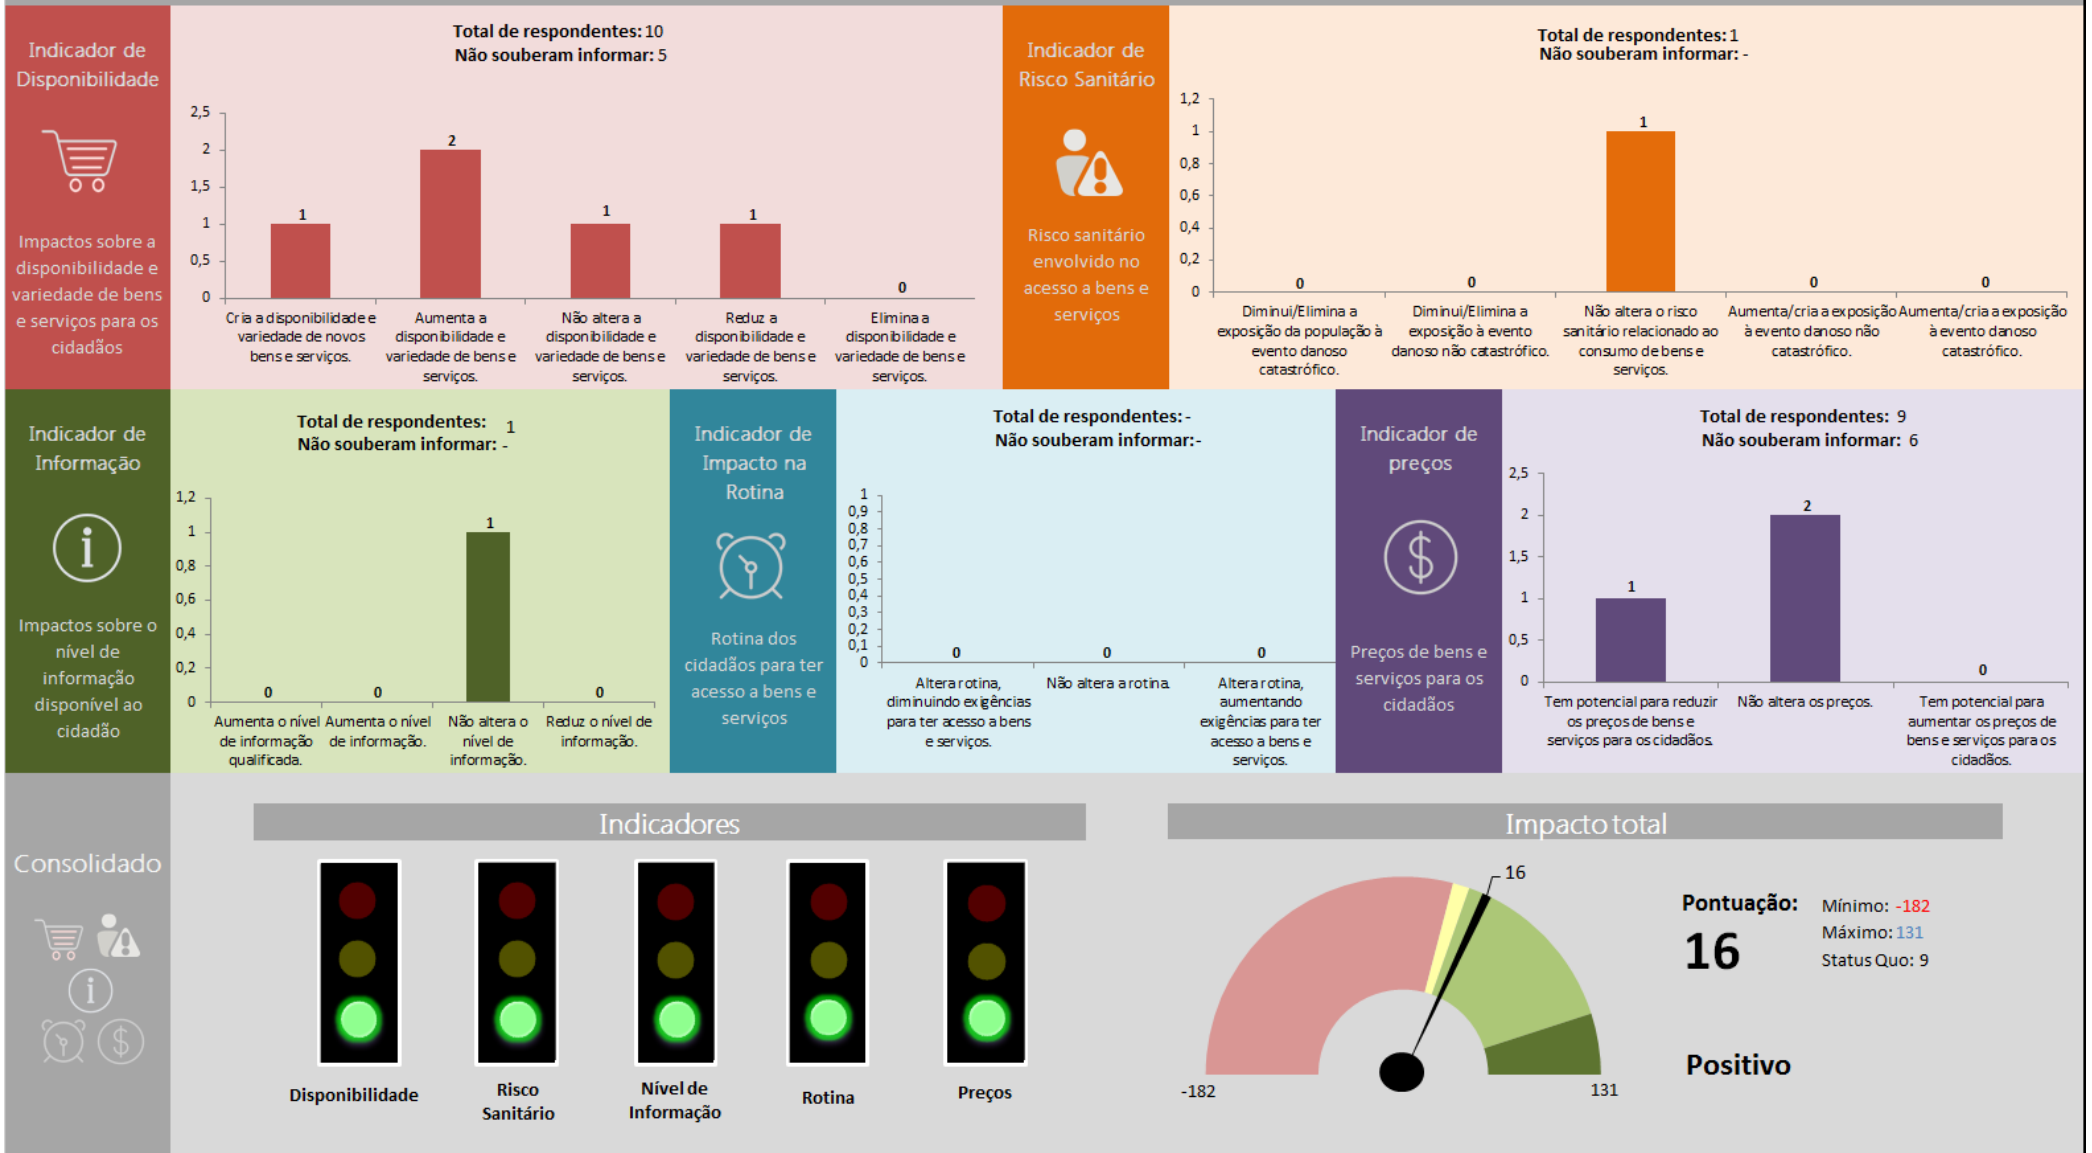 Indicador de
Disponibilidade
Impactos sobre a
disponibilidade e
variedade de bens
e serviços para os
cidadãos
Total de respondentes: 10
Não souberam informar: 5
2,5
2
1,5
1
0,5
0
1
2
1
1
0
Cria a disponibilidade e
variedade de novos
bens e serviços.
Aumenta a
disponibilidade e
variedade de bens e
serviços.
Não altera a
disponibilidade e
variedade de bens e
serviços.
Reduz a
disponibilidade e
variedade de bens e
serviços.
Elimina a
disponibilidade e
variedade de bens e
serviços.
Indicador de
Risco Sanitário
Risco sanitário
envolvido no
acesso a bens e
serviços
Total de respondentes: 1
Não souberam informar: -
1,2
1
0,8
0,6
0,4
0,2
0
0
0
1
0
0
Diminui/Elimina a
exposição da população à
evento danoso
catastrófico.
Diminui/Elimina a
exposição à evento
danoso não catastrófico.
Não altera o risco
sanitário relacionado ao
consumo de bens e
serviços.
Aumenta/cria a exposição
à evento danoso não
catastrófico.
Aumenta/cria a exposição
à evento danoso
catastrófico.
Indicador de
Informação
Impactos sobre o
nível de
informação
disponível ao
cidadão
Total de respondentes: 1
Não souberam informar: -
1,2
1
0,8
0,6
0,4
0,2
0
0
0
1
0
Aumenta o nível
de informação
qualificada.
Aumenta o nível
de informação.
Não altera o
nível de
informação.
Reduz o nível de
informação.
Indicador de
Impacto na
Rotina
Rotina dos
cidadãos para ter
acesso a bens e
serviços
Total de respondentes: -
Não souberam informar: -
1
0,9
0,8
0,7
0,6
0,5
0,4
0,3
0,2
0,1
0
0
0
0
Altera rotina,
diminuindo exigências
para ter acesso a bens
e serviços.
Não altera a rotina.
Altera rotina,
aumentando
exigências para ter
acesso a bens e
serviços.
Indicador de
preços
Preços de bens e
serviços para os
cidadãos
Total de respondentes: 9
Não souberam informar: 6
2,5
2
1,5
1
0,5
0
1
2
0
Tem potencial para reduzir
os preços de bens e
serviços para os cidadãos.
Não altera os preços.
Tem potencial para
aumentar os preços de
bens e serviços para os
cidadãos.
Consolidado
Indicadores
Disponibilidade
Risco
Sanitário
Nível de
Informação
Rotina
Preços
Impacto total
16
-182
131
Pontuação:
16
Mínimo: -182
Máximo: 131
Status Quo: 9
Positivo